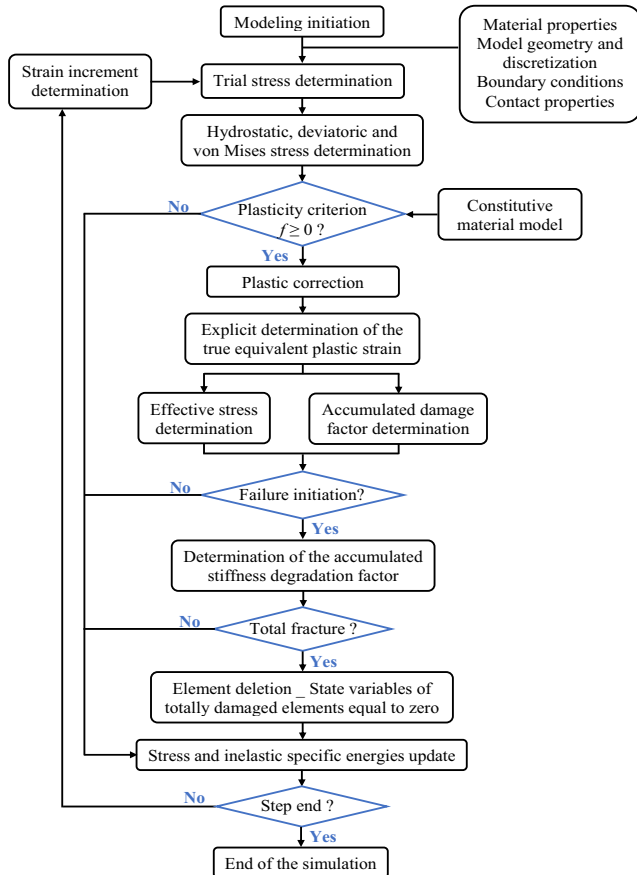 Modeling initiation
Material properties
Model geometry and
discretization
Boundary conditions
Contact properties
Strain increment
determination
Trial stress determination
Hydrostatic, deviatoric and
von Mises stress determination
No
Plasticity criterion
f ≥ 0 ?
Constitutive
material model
Yes
Plastic correction
Explicit determination of the
true equivalent plastic strain
Effective stress
determination
Accumulated damage
factor determination
No
Failure initiation?
Yes
Determination of the accumulated
stiffness degradation factor
No
Total fracture ?
Yes
Element deletion _ State variables of
totally damaged elements equal to zero
Stress and inelastic specific energies update
No
Step end ?
Yes
End of the simulation